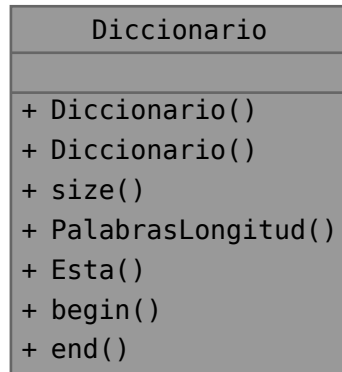 Diccionario
+ Diccionario()
+ Diccionario()
+ size()
+ PalabrasLongitud()
+ Esta()
+ begin()
+ end()